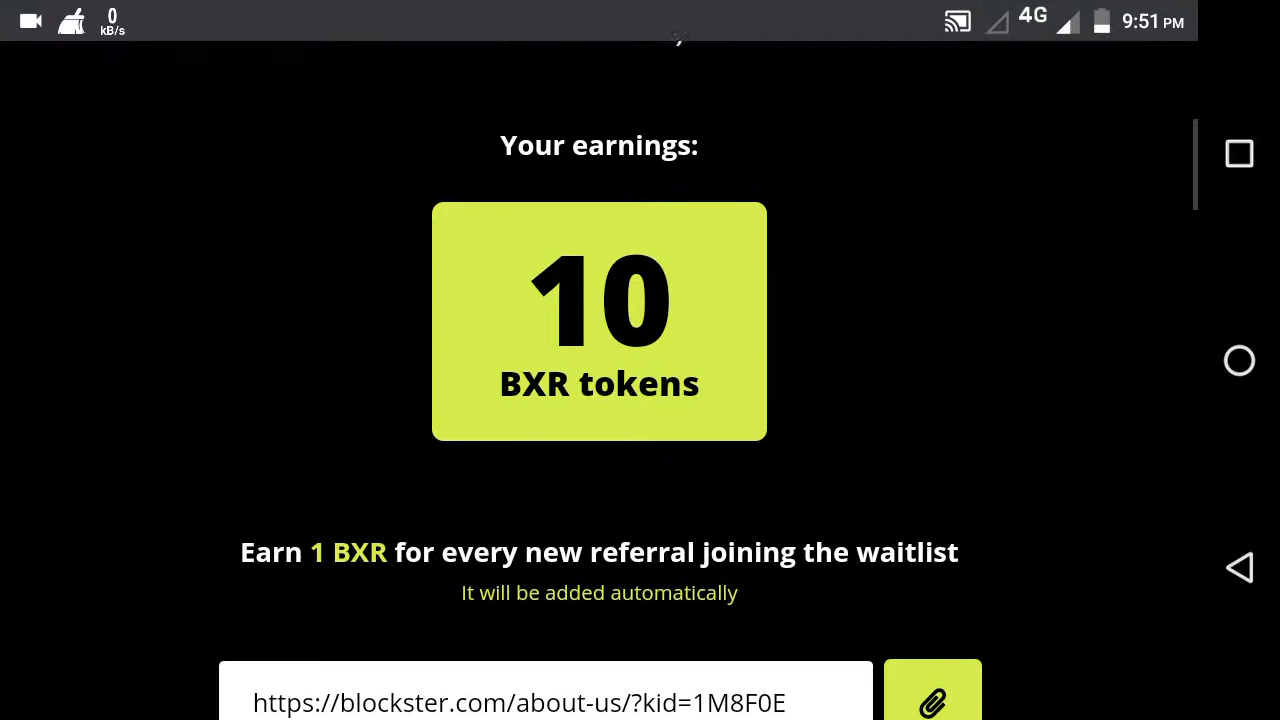 0
kB/s
4G
9:51 PM
Your earnings:
10
BXR tokens
Earn 1 BXR for every new referral joining the waitlist
It will be added automatically
https://blockster.com/about-us/?kid=1M8F0E